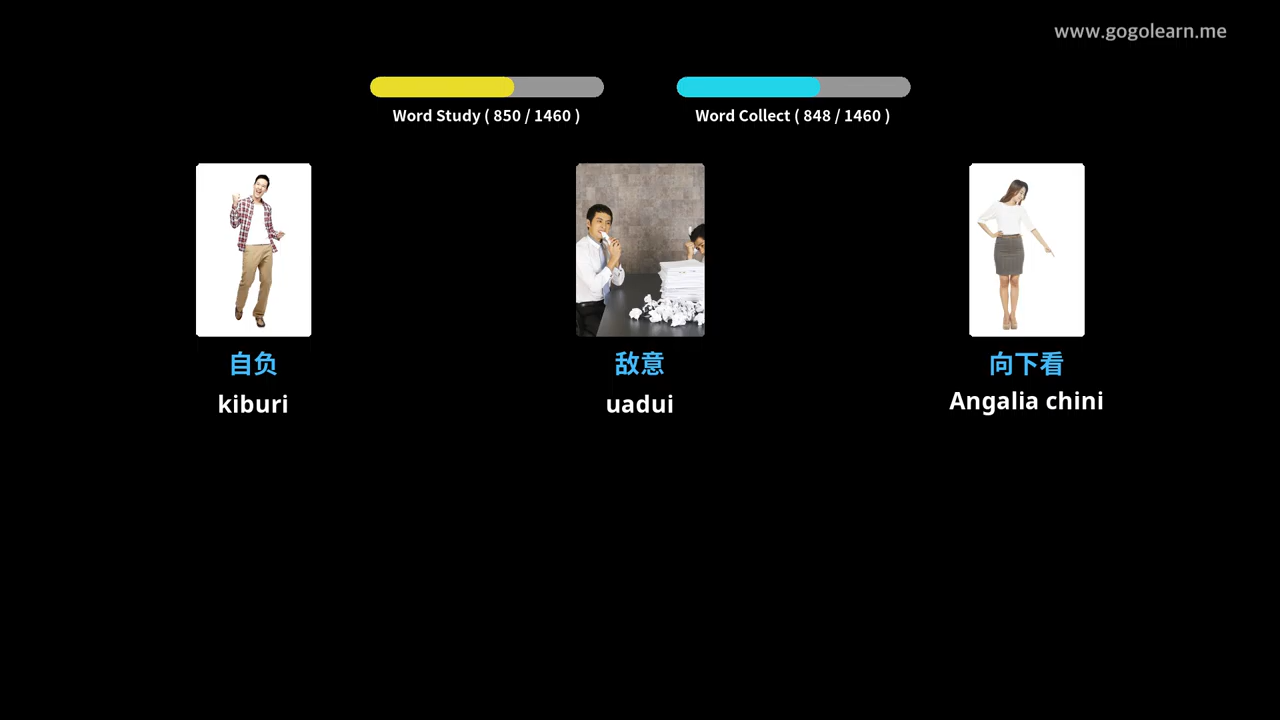 www.gogolearn.me
Word Study ( 850 / 1460 )
Word Collect ( 848 / 1460 )
自负
敌意
向下看
kiburi
uadui
Angalia chini